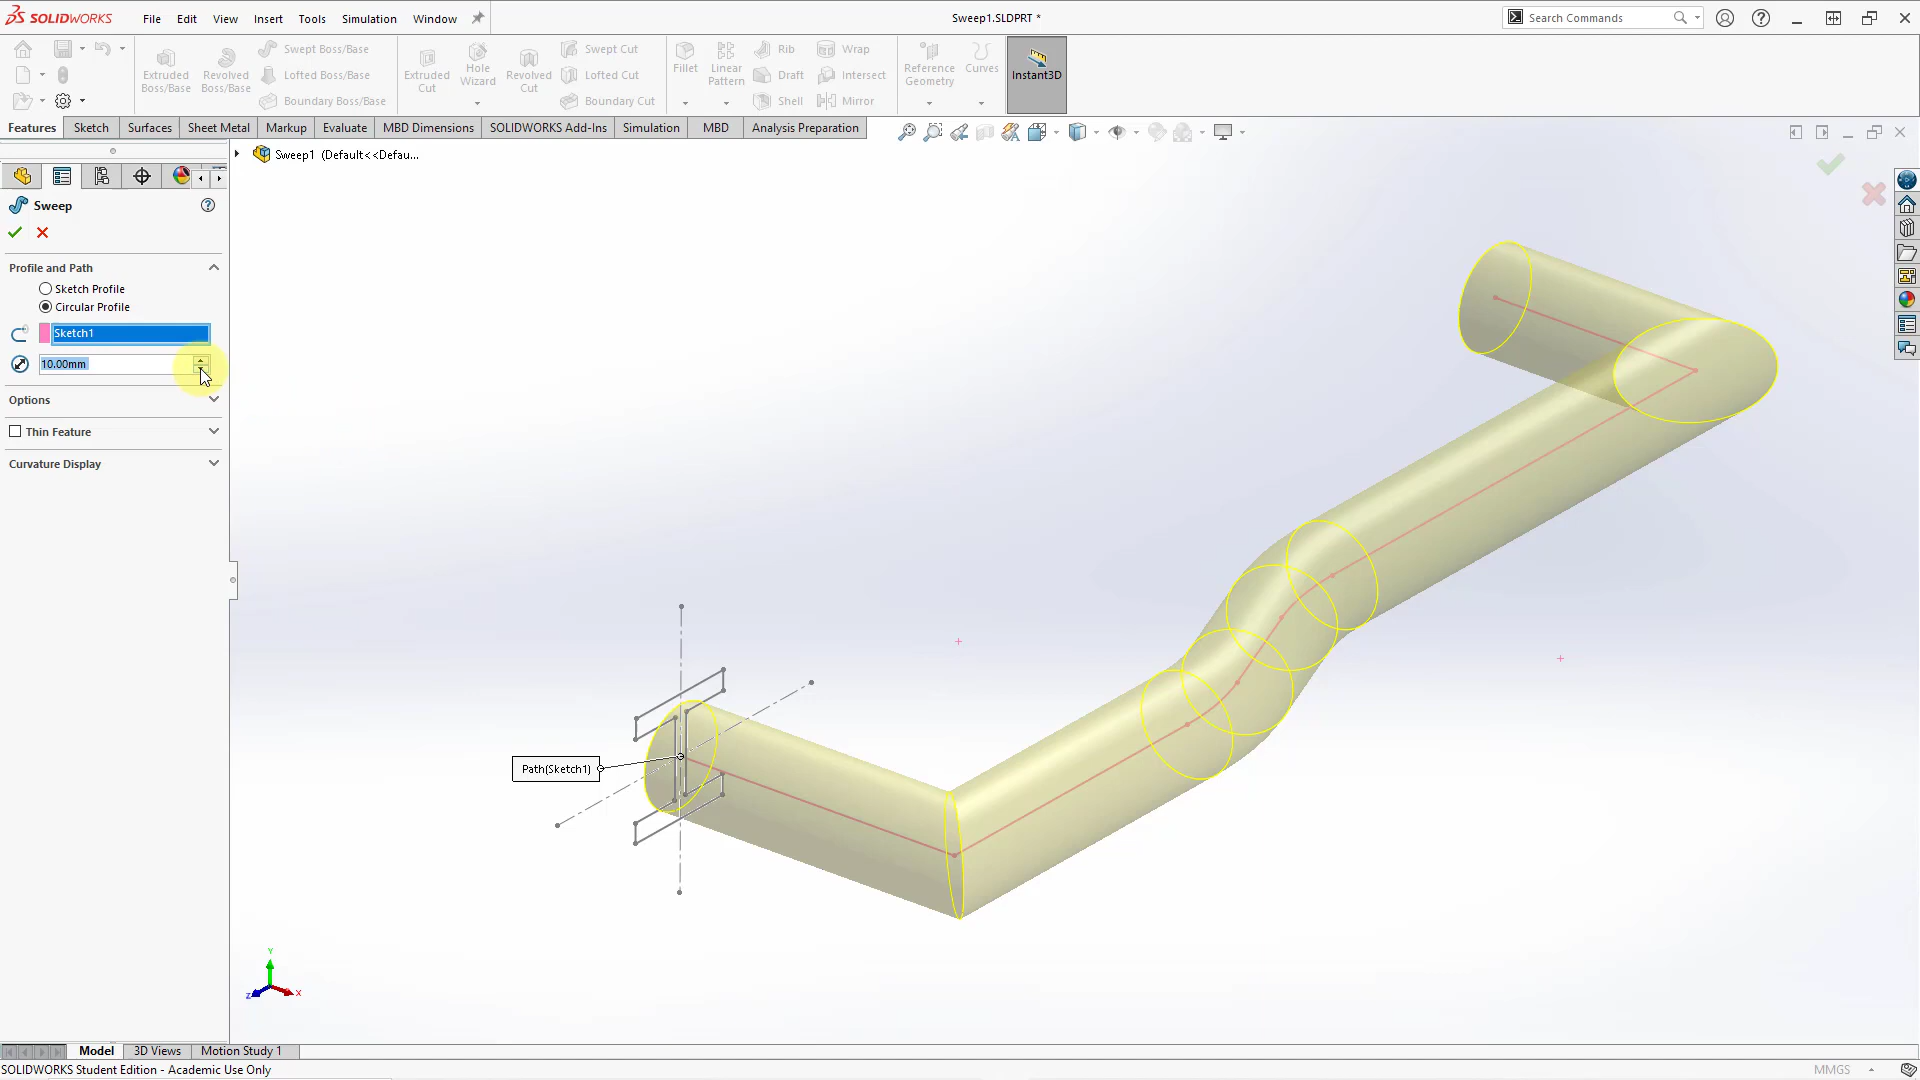 SOLIDWORKS File Edit View Insert Tools Simulation Window Sweep1.SLDPRT * Search Commands
Extruded Boss/Base
Revolved Boss/Base
Swept Boss/Base
Lofted Boss/Base
Boundary Boss/Base
Extruded Cut
Hole Wizard
Revolved Cut
Swept Cut
Lofted Cut
Boundary Cut
Fillet
Linear Pattern
Rib
Draft
Shell
Wrap
Intersect
Mirror
Reference Geometry
Curves
Instant3D
Features Sketch Surfaces Sheet Metal Markup Evaluate MBD Dimensions SOLIDWORKS Add-Ins Simulation MBD Analysis Preparation
Sweep1 (Default<<Defau...
Sweep
Profile and Path
Sketch Profile
Circular Profile
Sketch1
10.00mm
Options
Thin Feature
Curvature Display
Path(Sketch1)
Y
Z
X
Model 3D Views Motion Study 1
SOLIDWORKS Student Edition - Academic Use Only MMGS